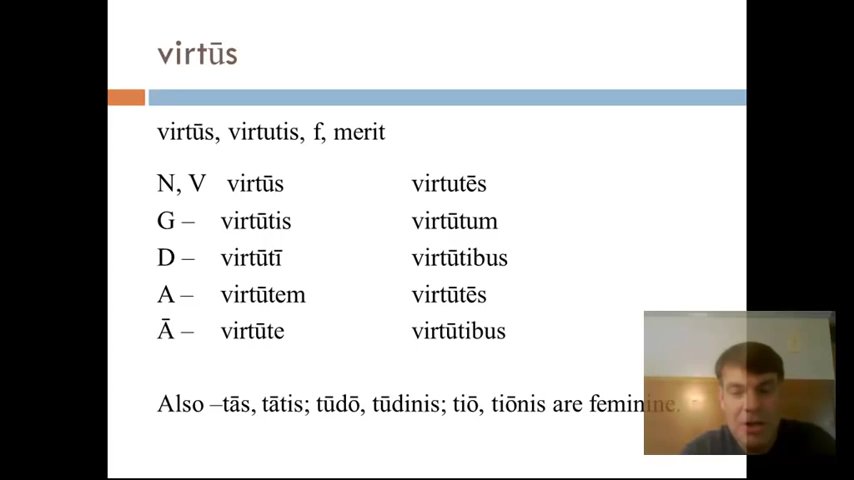 virtūs
virtūs, virtutis, f, merit
N, V virtūs virtutēs
G – virtūtis virtūtum
D – virtūtī virtūtibus
A – virtūtem virtūtēs
Ā – virtūte virtūtibus
Also –tās, tātis; tūdō, tūdinis; tiō, tiōnis are feminine.